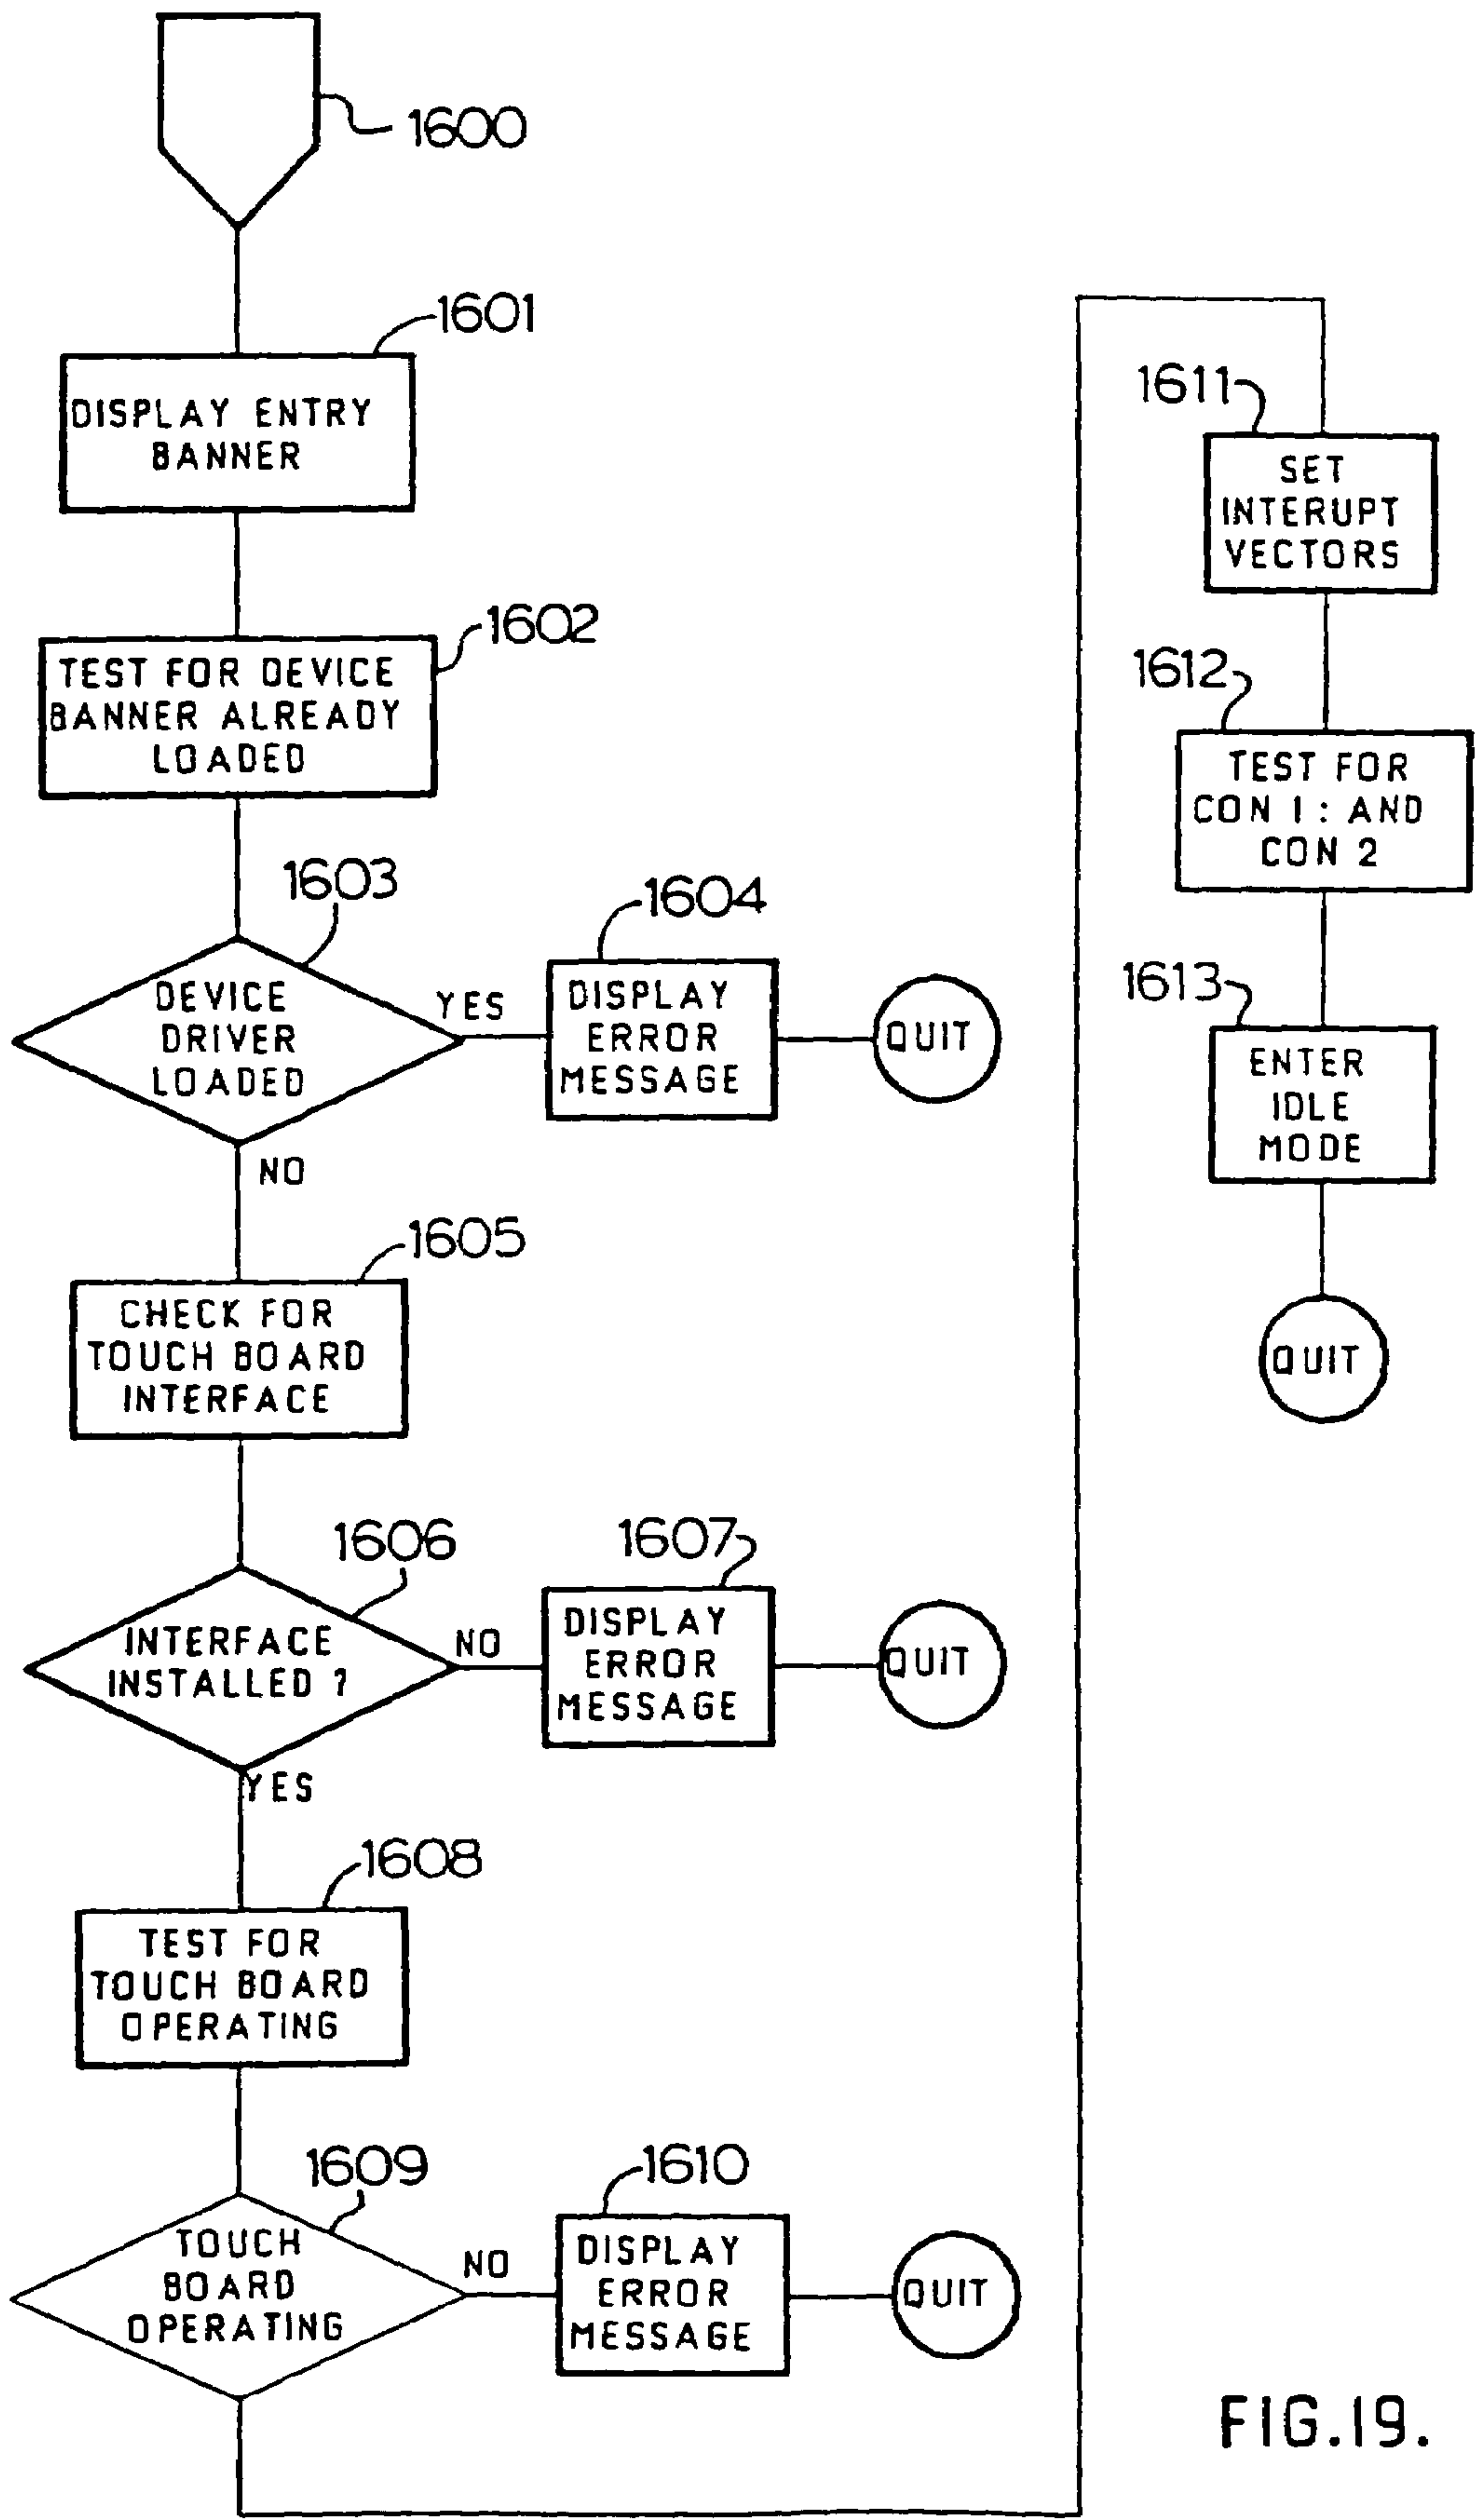 1600
1601
DISPLAY ENTRY
BANNER
1602
TEST FOR DEVICE
BANNER ALREADY
LOADED
1603
DEVICE
DRIVER
LOADED
YES
NO
1604
DISPLAY
ERROR
MESSAGE
QUIT
1605
CHECK FOR
TOUCH BOARD
INTERFACE
1606
INTERFACE
INSTALLED ?
NO
YES
1607
DISPLAY
ERROR
MESSAGE
QUIT
1608
TEST FOR
TOUCH BOARD
OPERATING
1609
TOUCH
BOARD
OPERATING
NO
1610
DISPLAY
ERROR
MESSAGE
QUIT
1611
SET
INTERUPT
VECTORS
1612
TEST FOR
CON 1 : AND
CON 2
1613
ENTER
IDLE
MODE
QUIT
FIG.19.